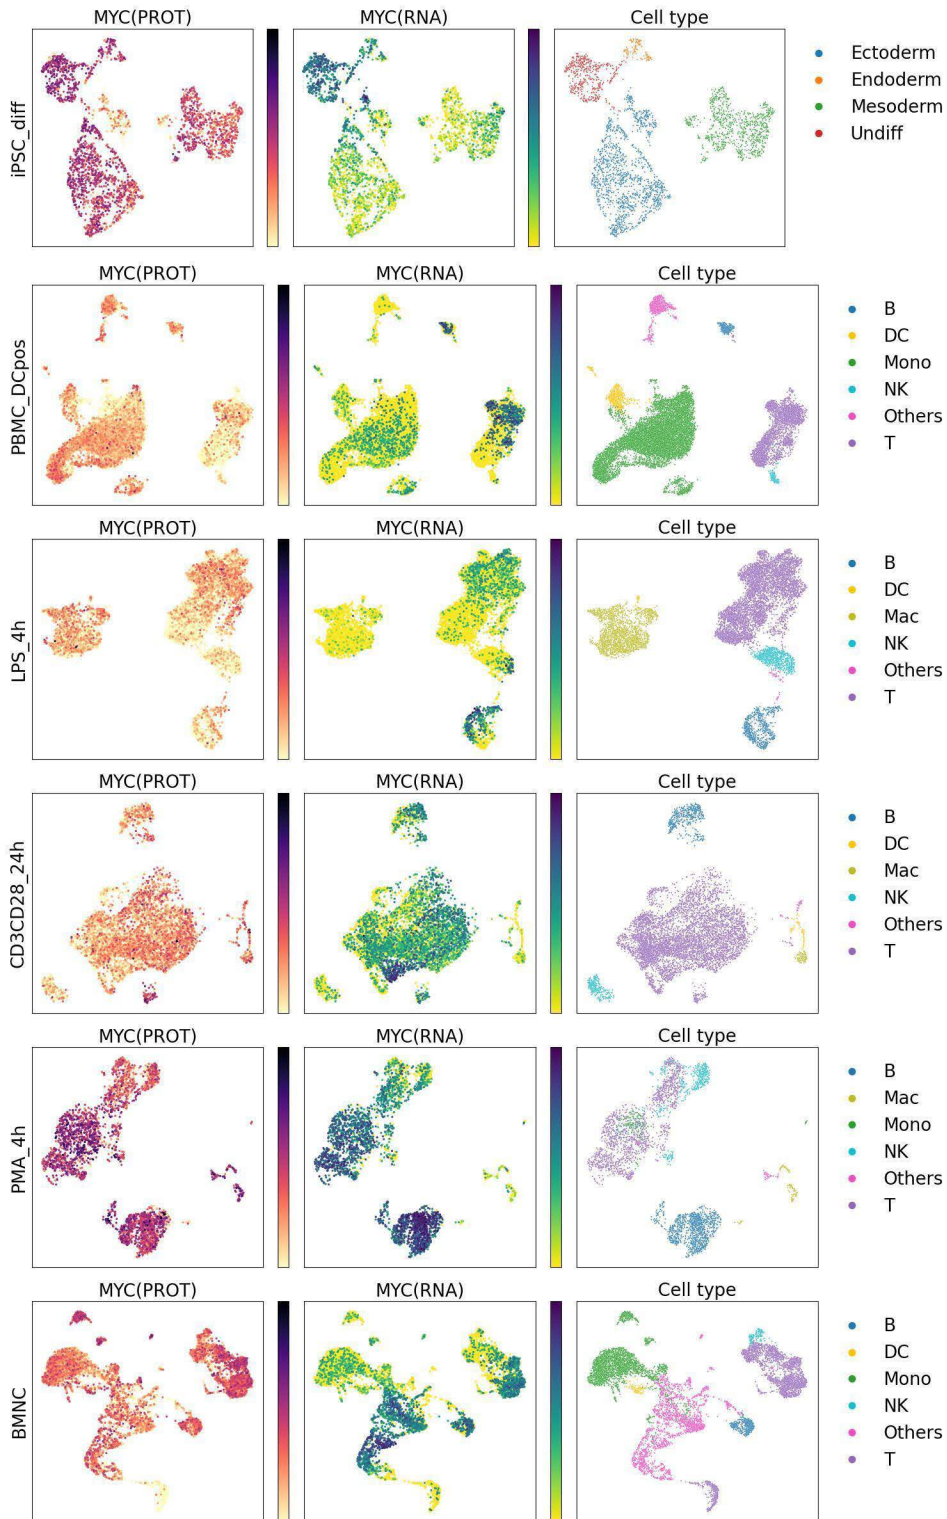 MYC(PROT) MYC(RNA) Cell type
iPSC_diff
Ectoderm
Endoderm
Mesoderm
Undiff
MYC(PROT) MYC(RNA) Cell type
PBMC_DCpos
B
DC
Mono
NK
Others
T
MYC(PROT) MYC(RNA) Cell type
LPS_4h
B
DC
Mac
NK
Others
T
MYC(PROT) MYC(RNA) Cell type
CD3CD28_24h
B
DC
Mac
NK
Others
T
MYC(PROT) MYC(RNA) Cell type
PMA_4h
B
Mac
Mono
NK
Others
T
MYC(PROT) MYC(RNA) Cell type
BMNC
B
DC
Mono
NK
Others
T